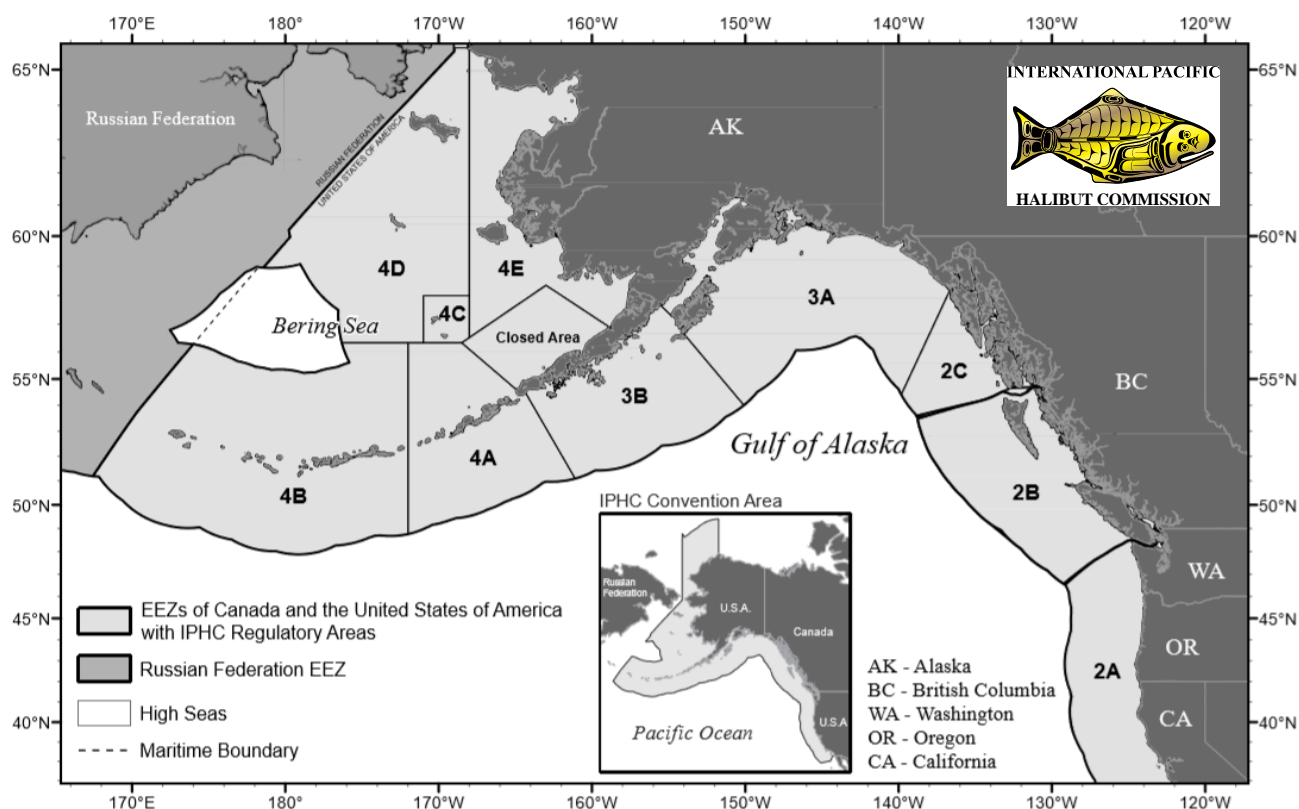 170°E 180° 170°W 160°W 150°W 140°W 130°W 120°W
65°N 65°N
INTERNATIONAL PACIFIC
HALIBUT COMMISSION
Russian Federation
AK
RUSSIAN FEDERATION
UNITED STATES OF AMERICA
60°N 60°N
4D
4E
3A
4C
Bering Sea
Closed Area
2C
55°N 55°N
BC
3B
Gulf of Alaska
4A
4B
2B
50°N 50°N
IPHC Convention Area
Russian
Federation
U.S.A.
Canada
U.S.A
Pacific Ocean
WA
EEZs of Canada and the United States of America
with IPHC Regulatory Areas
45°N 45°N
OR
Russian Federation EEZ
2A
High Seas
CA
40°N 40°N
Maritime Boundary
AK - Alaska
BC - British Columbia
WA - Washington
OR - Oregon
CA - California
170°E 180° 170°W 160°W 150°W 140°W 130°W 120°W